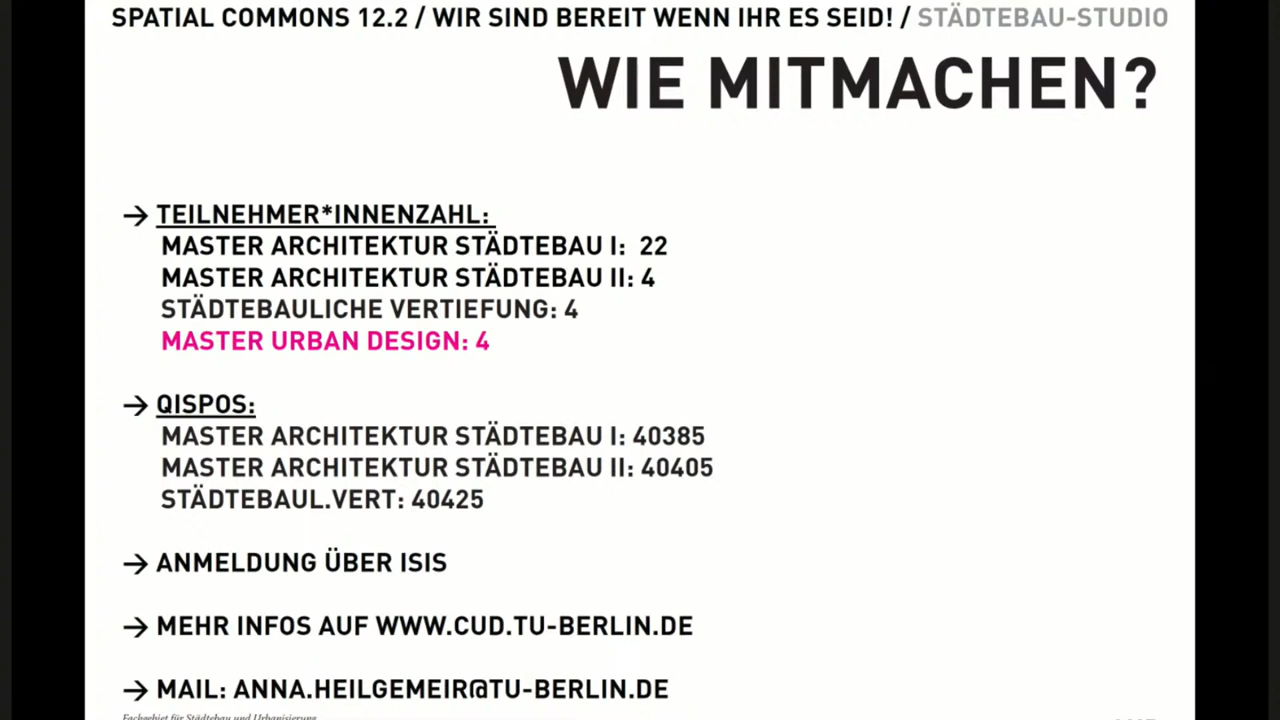 SPATIAL COMMONS 12.2 / WIR SIND BEREIT WENN IHR ES SEID! / STÄDTEBAU-STUDIO
WIE MITMACHEN?
→ TEILNEHMER*INNENZAHL:
MASTER ARCHITEKTUR STÄDTEBAU I: 22
MASTER ARCHITEKTUR STÄDTEBAU II: 4
STÄDTEBAULICHE VERTIEFUNG: 4
MASTER URBAN DESIGN: 4
→ QISPOS:
MASTER ARCHITEKTUR STÄDTEBAU I: 40385
MASTER ARCHITEKTUR STÄDTEBAU II: 40405
STÄDTEBAUL.VERT: 40425
→ ANMELDUNG ÜBER ISIS
→ MEHR INFOS AUF WWW.CUD.TU-BERLIN.DE
→ MAIL: ANNA.HEILGEMEIR@TU-BERLIN.DE
Fachgebiet für Städtebau und Urbanisierung